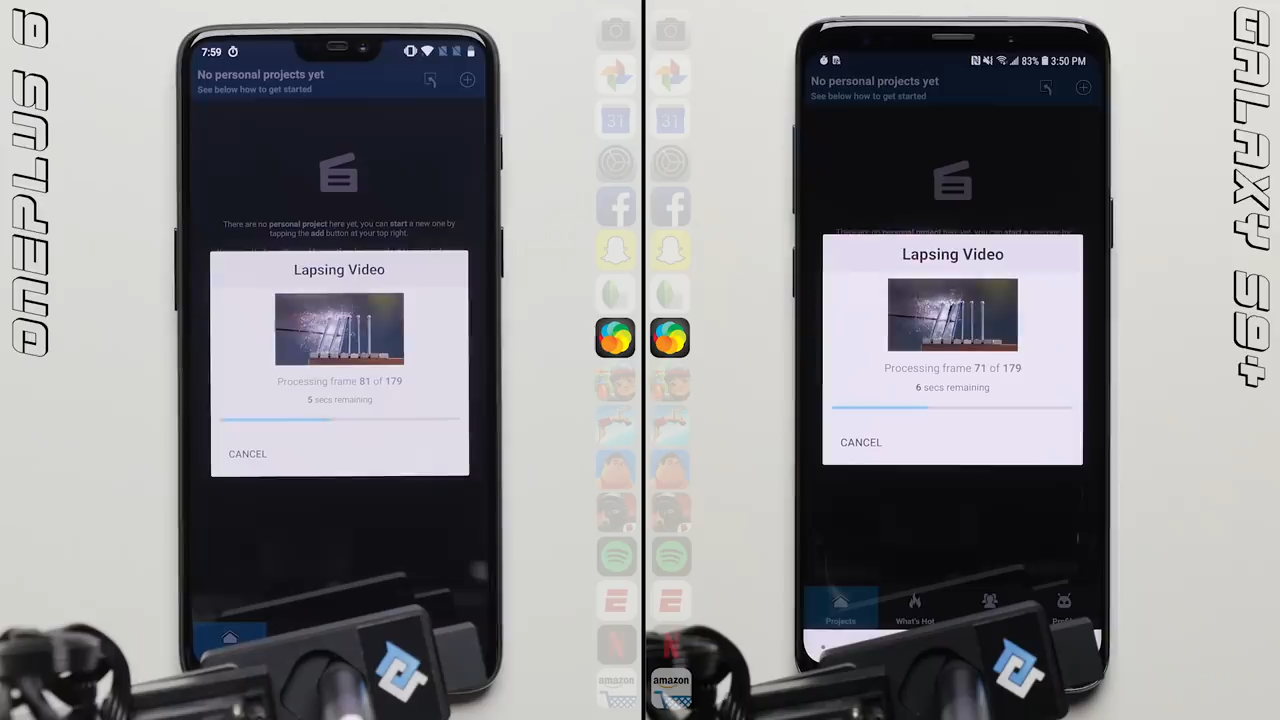 ONEPLUS 6
7:59
No personal projects yet
See below how to get started
There are no personal project here yet, you can start a new one by
tapping the add button at your top right.
Lapsing Video
Processing frame 81 of 179
5 secs remaining
CANCEL
31
31
amazon
amazon
83% 3:50 PM
No personal projects yet
See below how to get started
Lapsing Video
Processing frame 71 of 179
6 secs remaining
CANCEL
Projects
What's Hot
GALAXY S9+